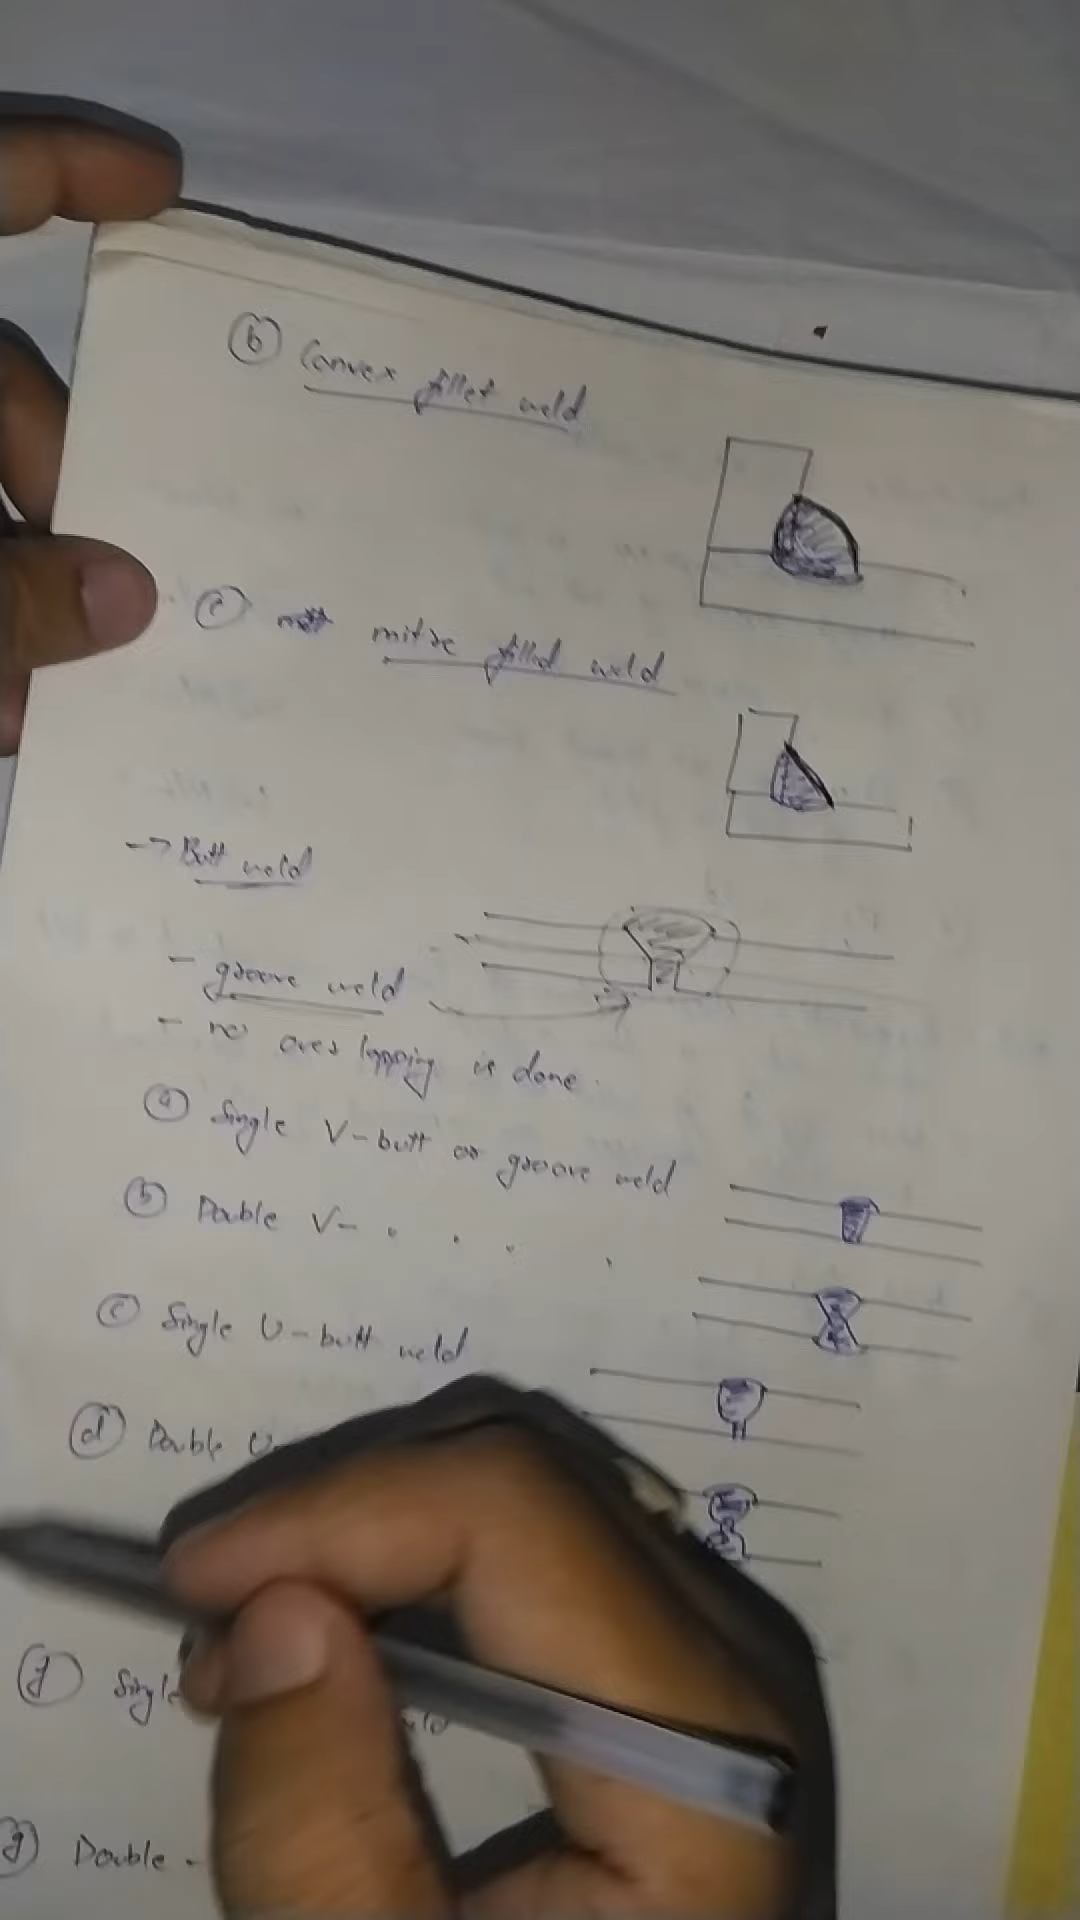 (b) Convex fillet weld
(c) mitre filled weld
-> Butt weld
- groove weld
- no over lapping is done.
(a) Single V-butt or groove weld
(b) Double V- " " " "
(c) Single U-butt weld
(d) Double U-
(f) Single
(g) Double -